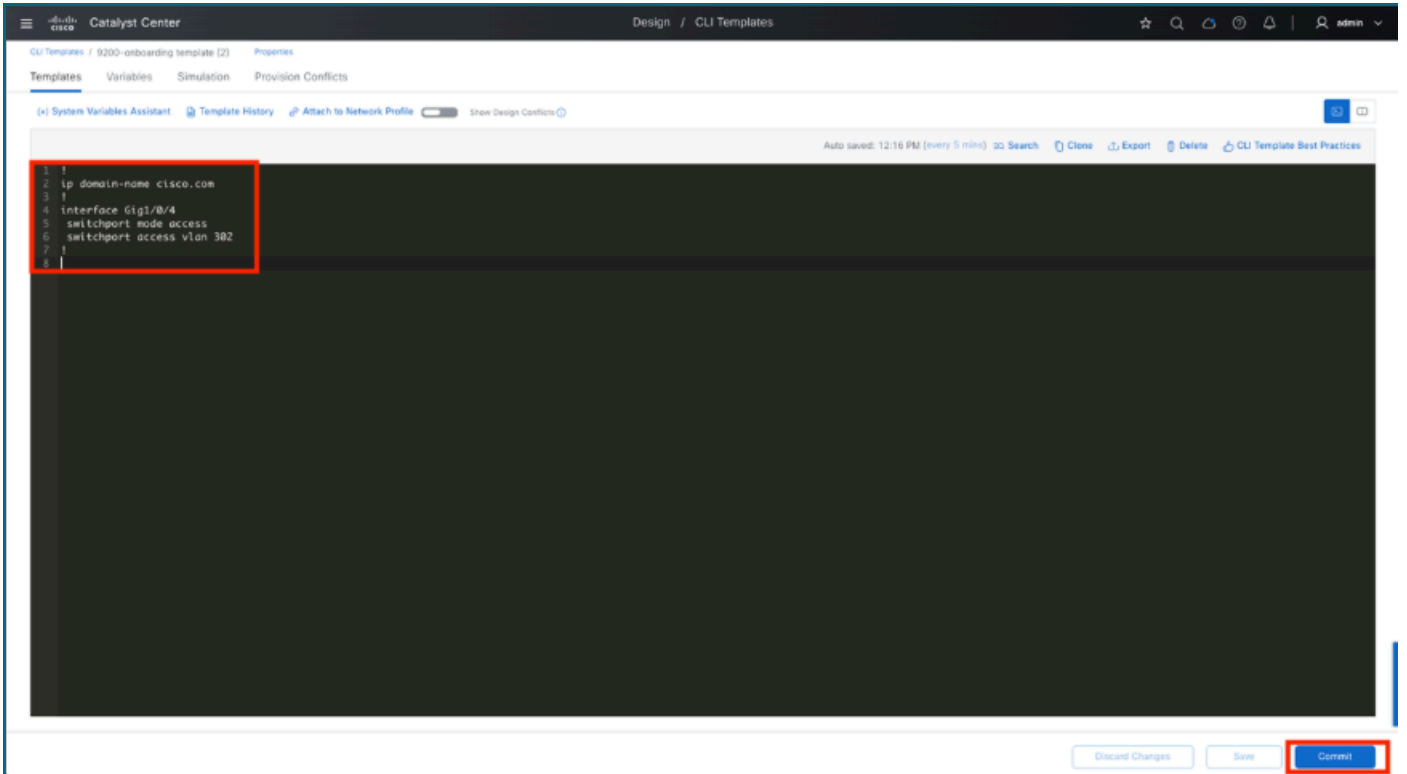 cisco Catalyst Center Design / CLI Templates admin
CLI Templates / 9200-onboarding template (2) Properties
Templates Variables Simulation Provision Conflicts
(x) System Variables Assistant Template History Attach to Network Profile Show Design Conflicts
Auto saved: 12:16 PM (every 5 mins) Search Clone Export Delete CLI Template Best Practices
1 !
2 ip domain-name cisco.com
3 !
4 interface Gig1/0/4
5 switchport mode access
6 switchport access vlan 302
7 !
8
Discard Changes Save Commit